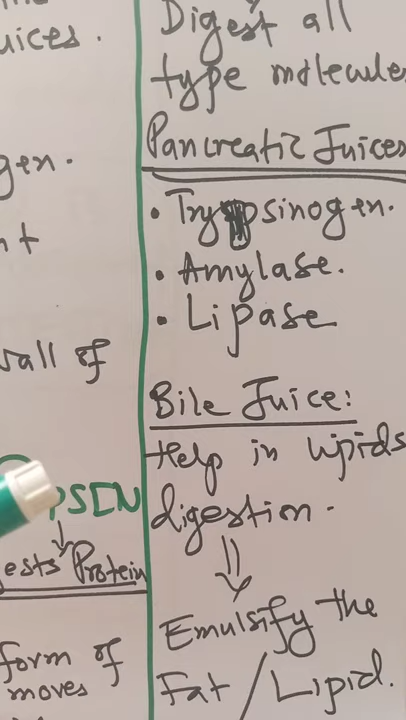 uices.
gen.
nt
wall of
PSIN
ests Protein
form of
moves
Digest all
type molecules
Pancreatic Juices
• Trypsinogen.
• Amylase.
• Lipase
Bile Juice:
Help in lipids
digestion.
Emulsify the
Fat / Lipid.